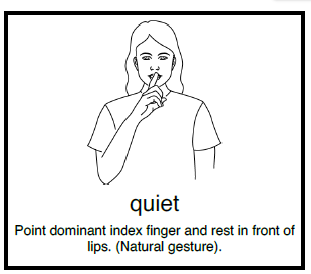 quiet
Point dominant index finger and rest in front of
lips. (Natural gesture).